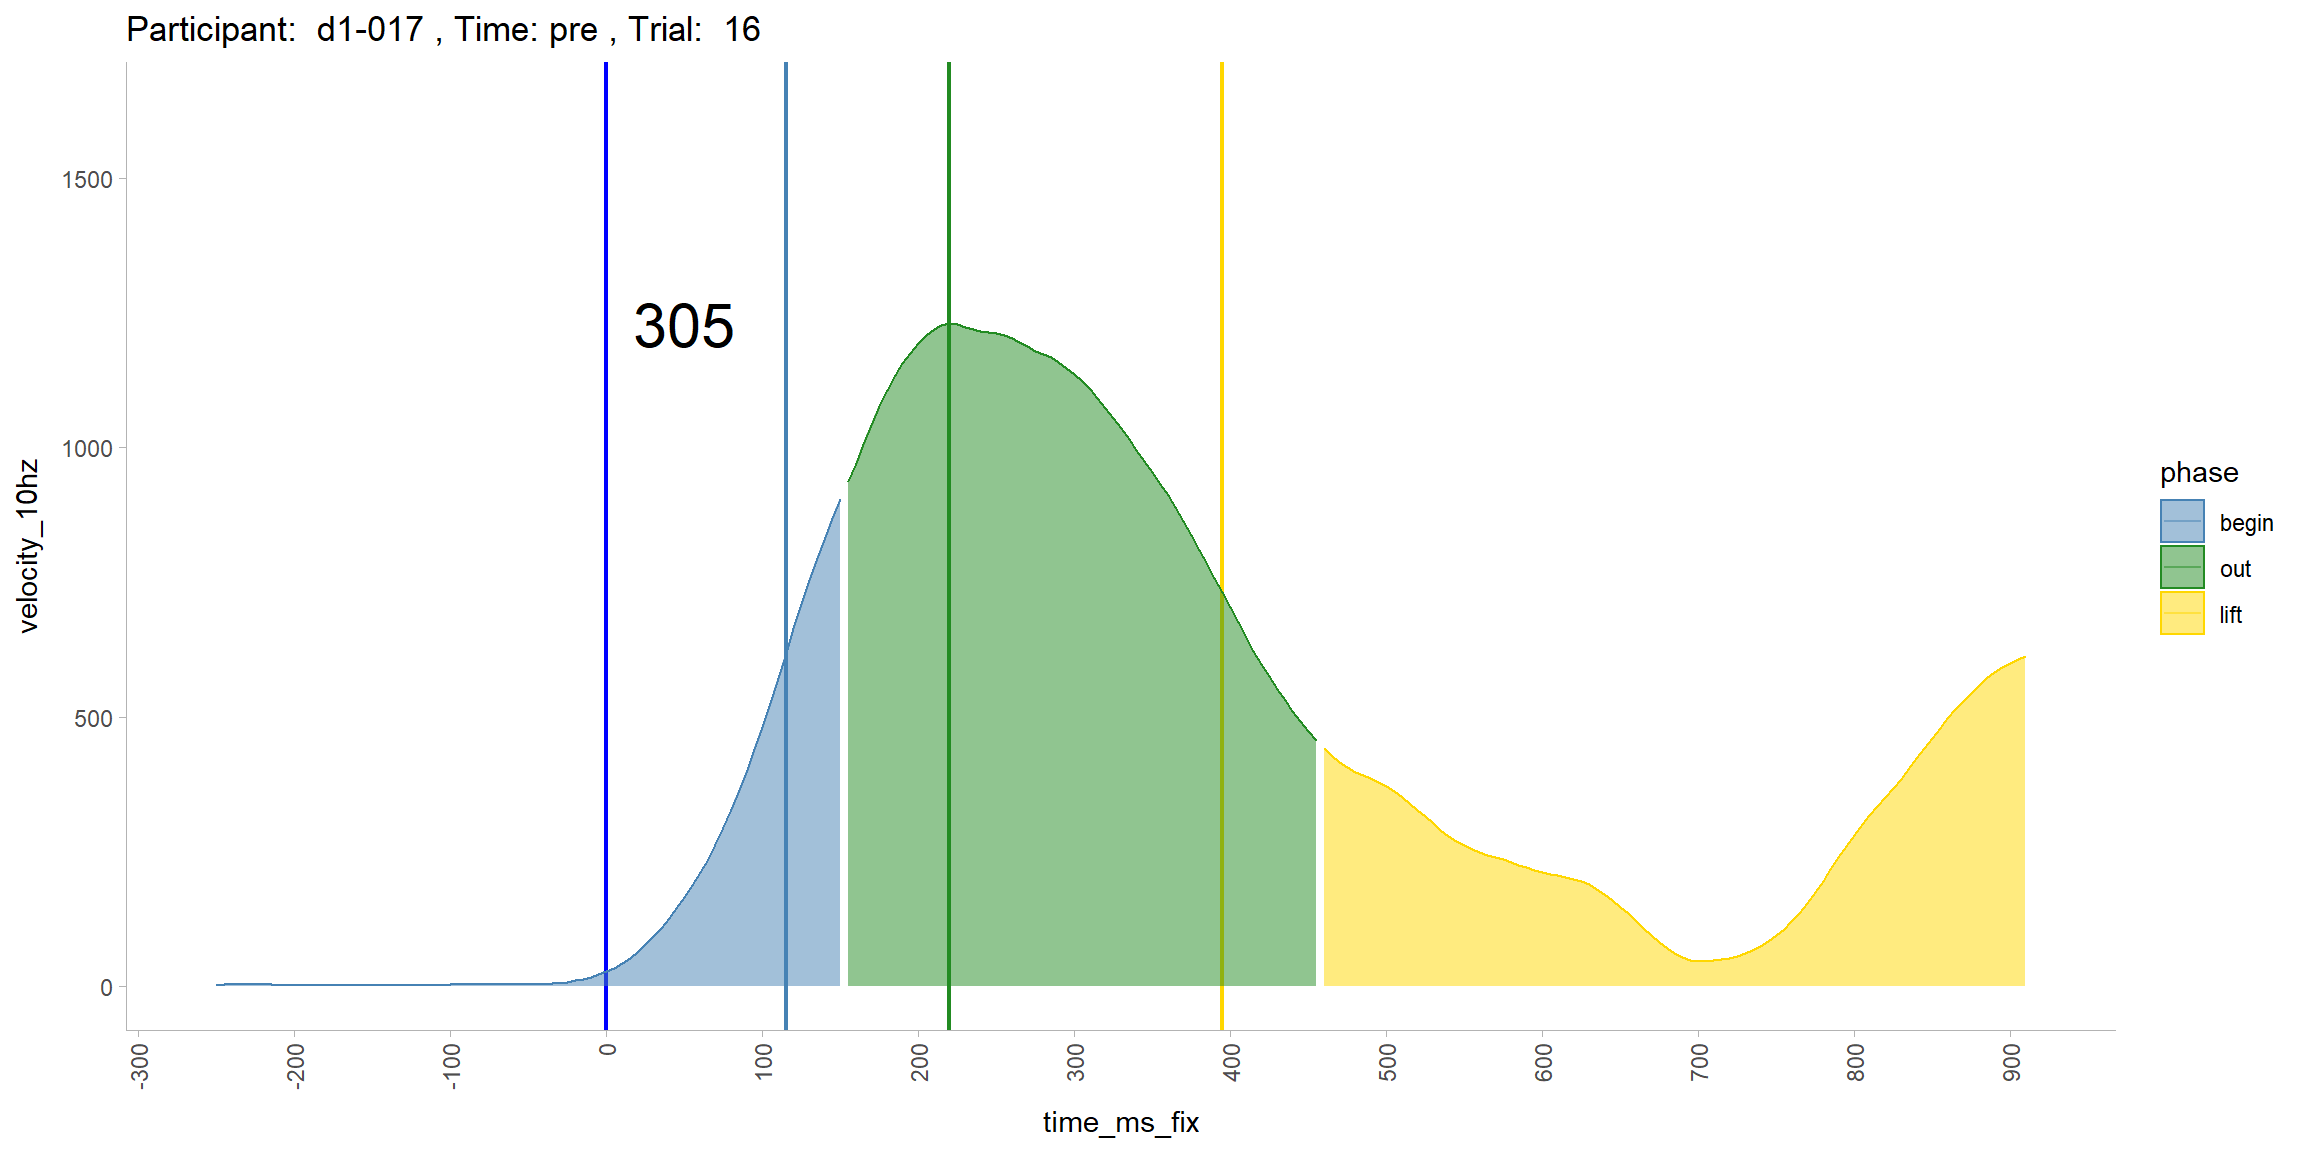 Participant:  d1-017 , Time: pre , Trial:  16
1500
1000
500
0
velocity_10hz
305
-300
-200
-100
0
100
200
300
400
500
600
700
800
900
time_ms_fix
phase
begin
out
lift